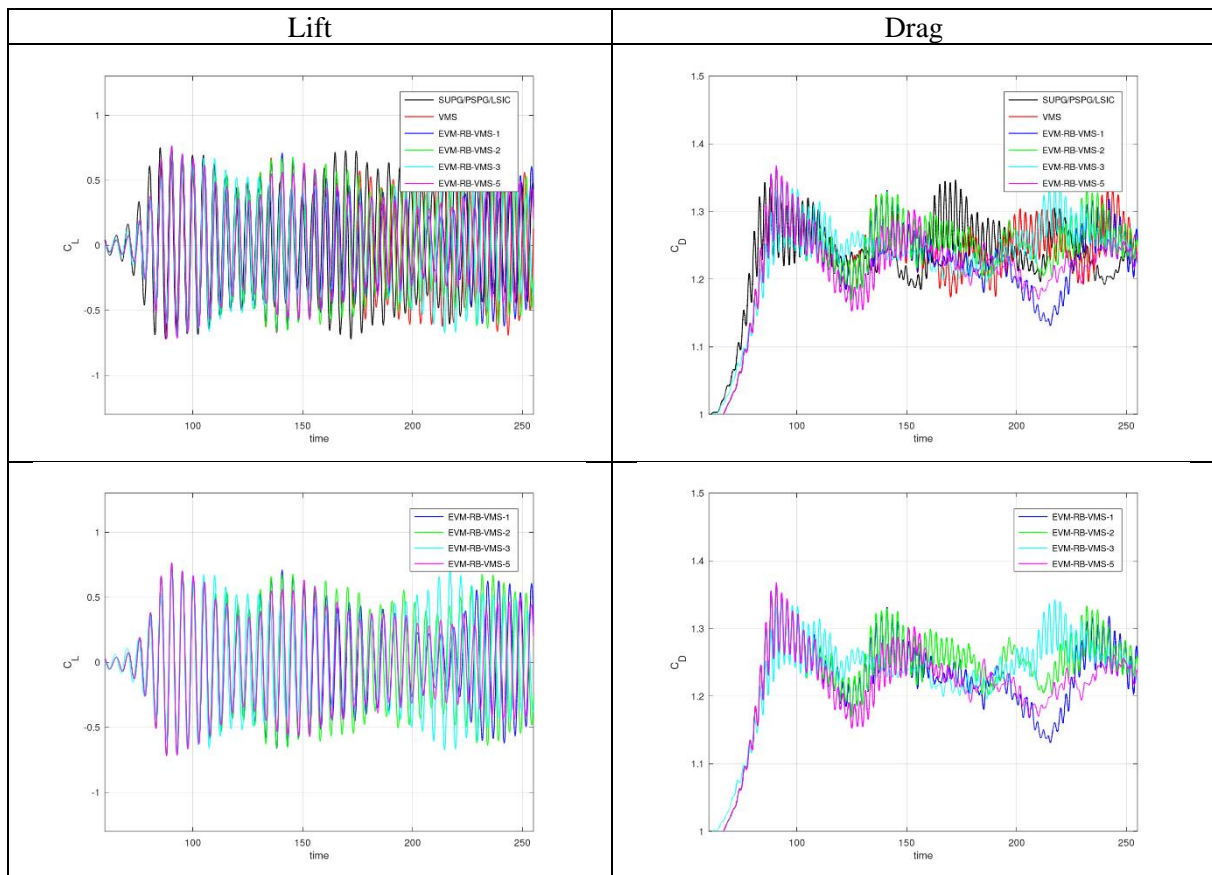 Lift
Drag
SUPG/PSPG/LSIC
VMS
EVM-RB-VMS-1
EVM-RB-VMS-2
EVM-RB-VMS-3
EVM-RB-VMS-5
1
0.5
0
-0.5
-1
C_L
100
150
200
250
time
SUPG/PSPG/LSIC
VMS
EVM-RB-VMS-1
EVM-RB-VMS-2
EVM-RB-VMS-3
EVM-RB-VMS-5
1.5
1.4
1.3
1.2
1.1
1
C_D
100
150
200
250
time
EVM-RB-VMS-1
EVM-RB-VMS-2
EVM-RB-VMS-3
EVM-RB-VMS-5
1
0.5
0
-0.5
-1
C_L
100
150
200
250
time
EVM-RB-VMS-1
EVM-RB-VMS-2
EVM-RB-VMS-3
EVM-RB-VMS-5
1.5
1.4
1.3
1.2
1.1
1
C_D
100
150
200
250
time